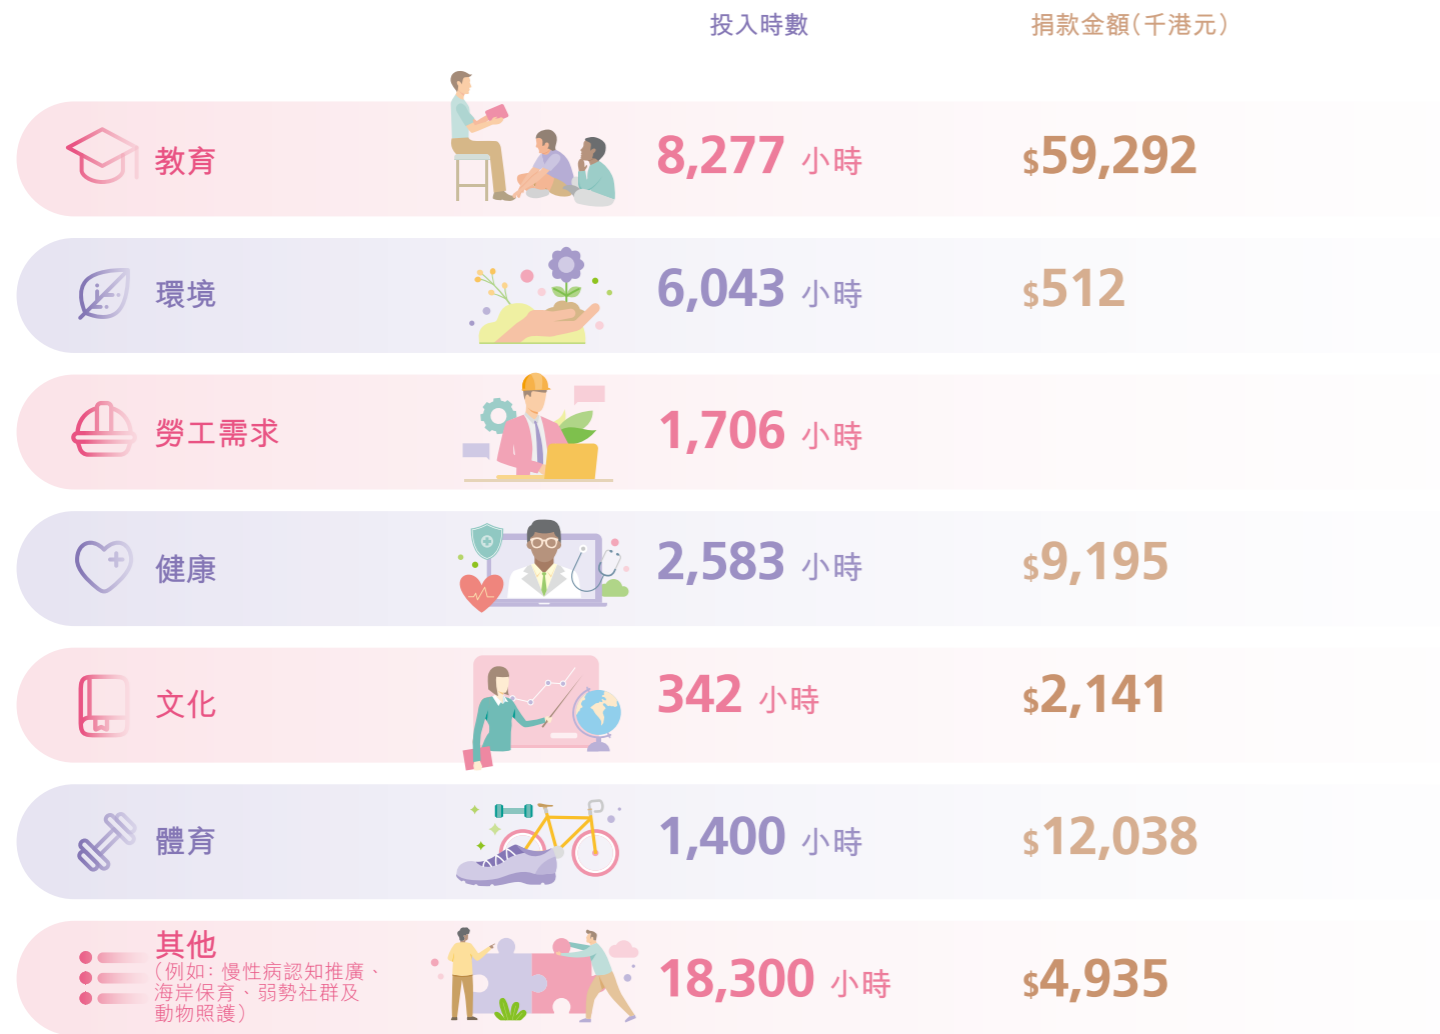 投入時數 捐款金額(千港元)
教育 8,277 小時 $59,292
環境 6,043 小時 $512
勞工需求 1,706 小時
健康 2,583 小時 $9,195
文化 342 小時 $2,141
體育 1,400 小時 $12,038
其他 18,300 小時 $4,935
(例如: 慢性病認知推廣、
海岸保育、弱勢社群及
動物照護)